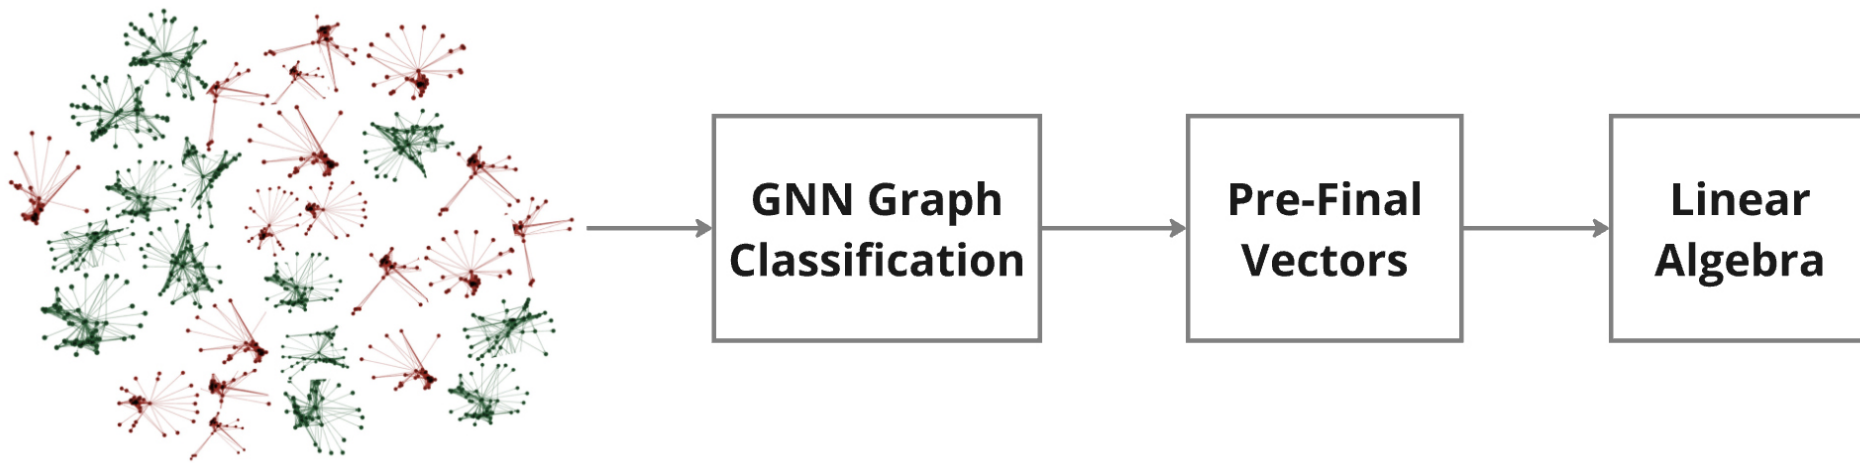 GNN Graph
Classification
Pre-Final
Vectors
Linear
Algebra